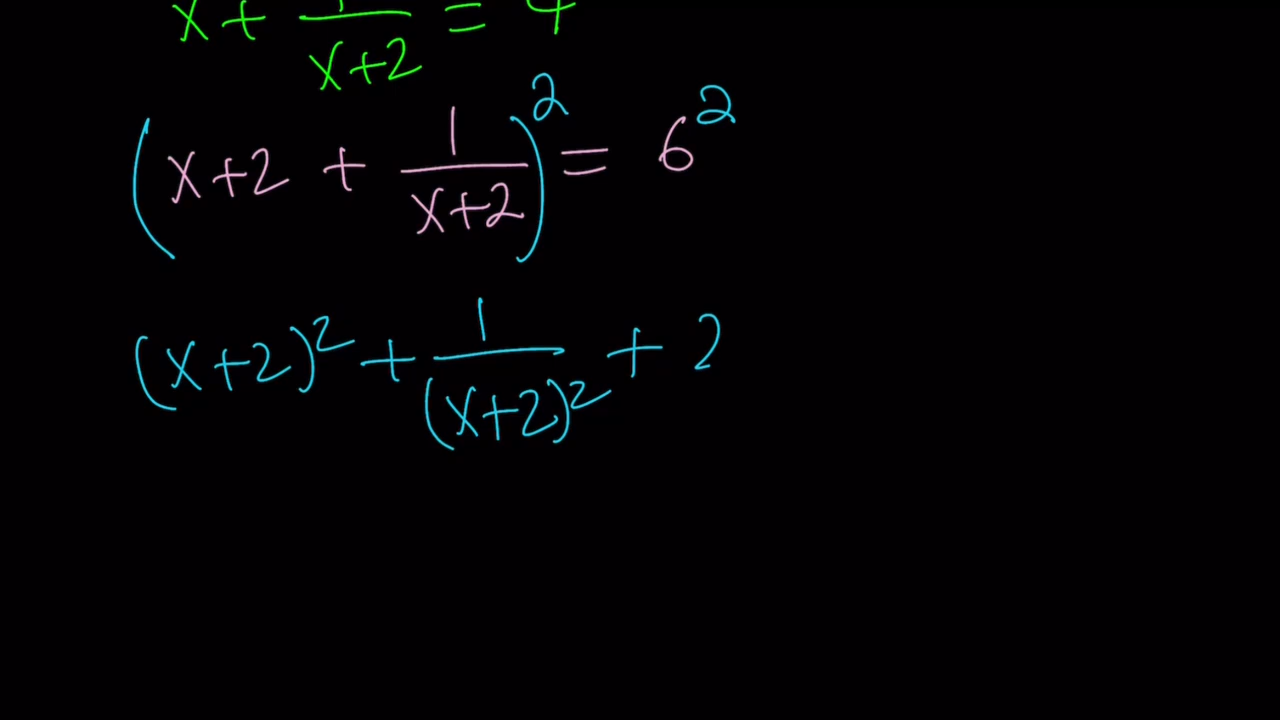 x + 1/(x+2) = 4
(x+2 + 1/(x+2))² = 6²
(x+2)² + 1/(x+2)² + 2